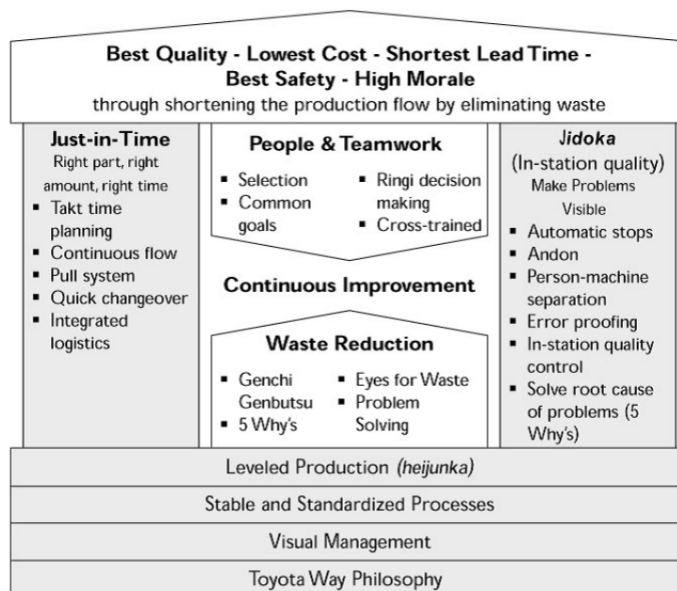 Best Quality - Lowest Cost - Shortest Lead Time -
Best Safety - High Morale
through shortening the production flow by eliminating waste
Just-in-Time
Right part, right
amount, right time
▪ Takt time
planning
▪ Continuous flow
▪ Pull system
▪ Quick changeover
▪ Integrated
logistics
People & Teamwork
▪ Selection
▪ Common
goals
▪ Ringi decision
making
▪ Cross-trained
Continuous Improvement
Waste Reduction
▪ Genchi
Genbutsu
▪ 5 Why's
▪ Eyes for Waste
▪ Problem
Solving
Jidoka
(In-station quality)
Make Problems
Visible
▪ Automatic stops
▪ Andon
▪ Person-machine
separation
▪ Error proofing
▪ In-station quality
control
▪ Solve root cause
of problems (5
Why's)
Leveled Production (heijunka)
Stable and Standardized Processes
Visual Management
Toyota Way Philosophy